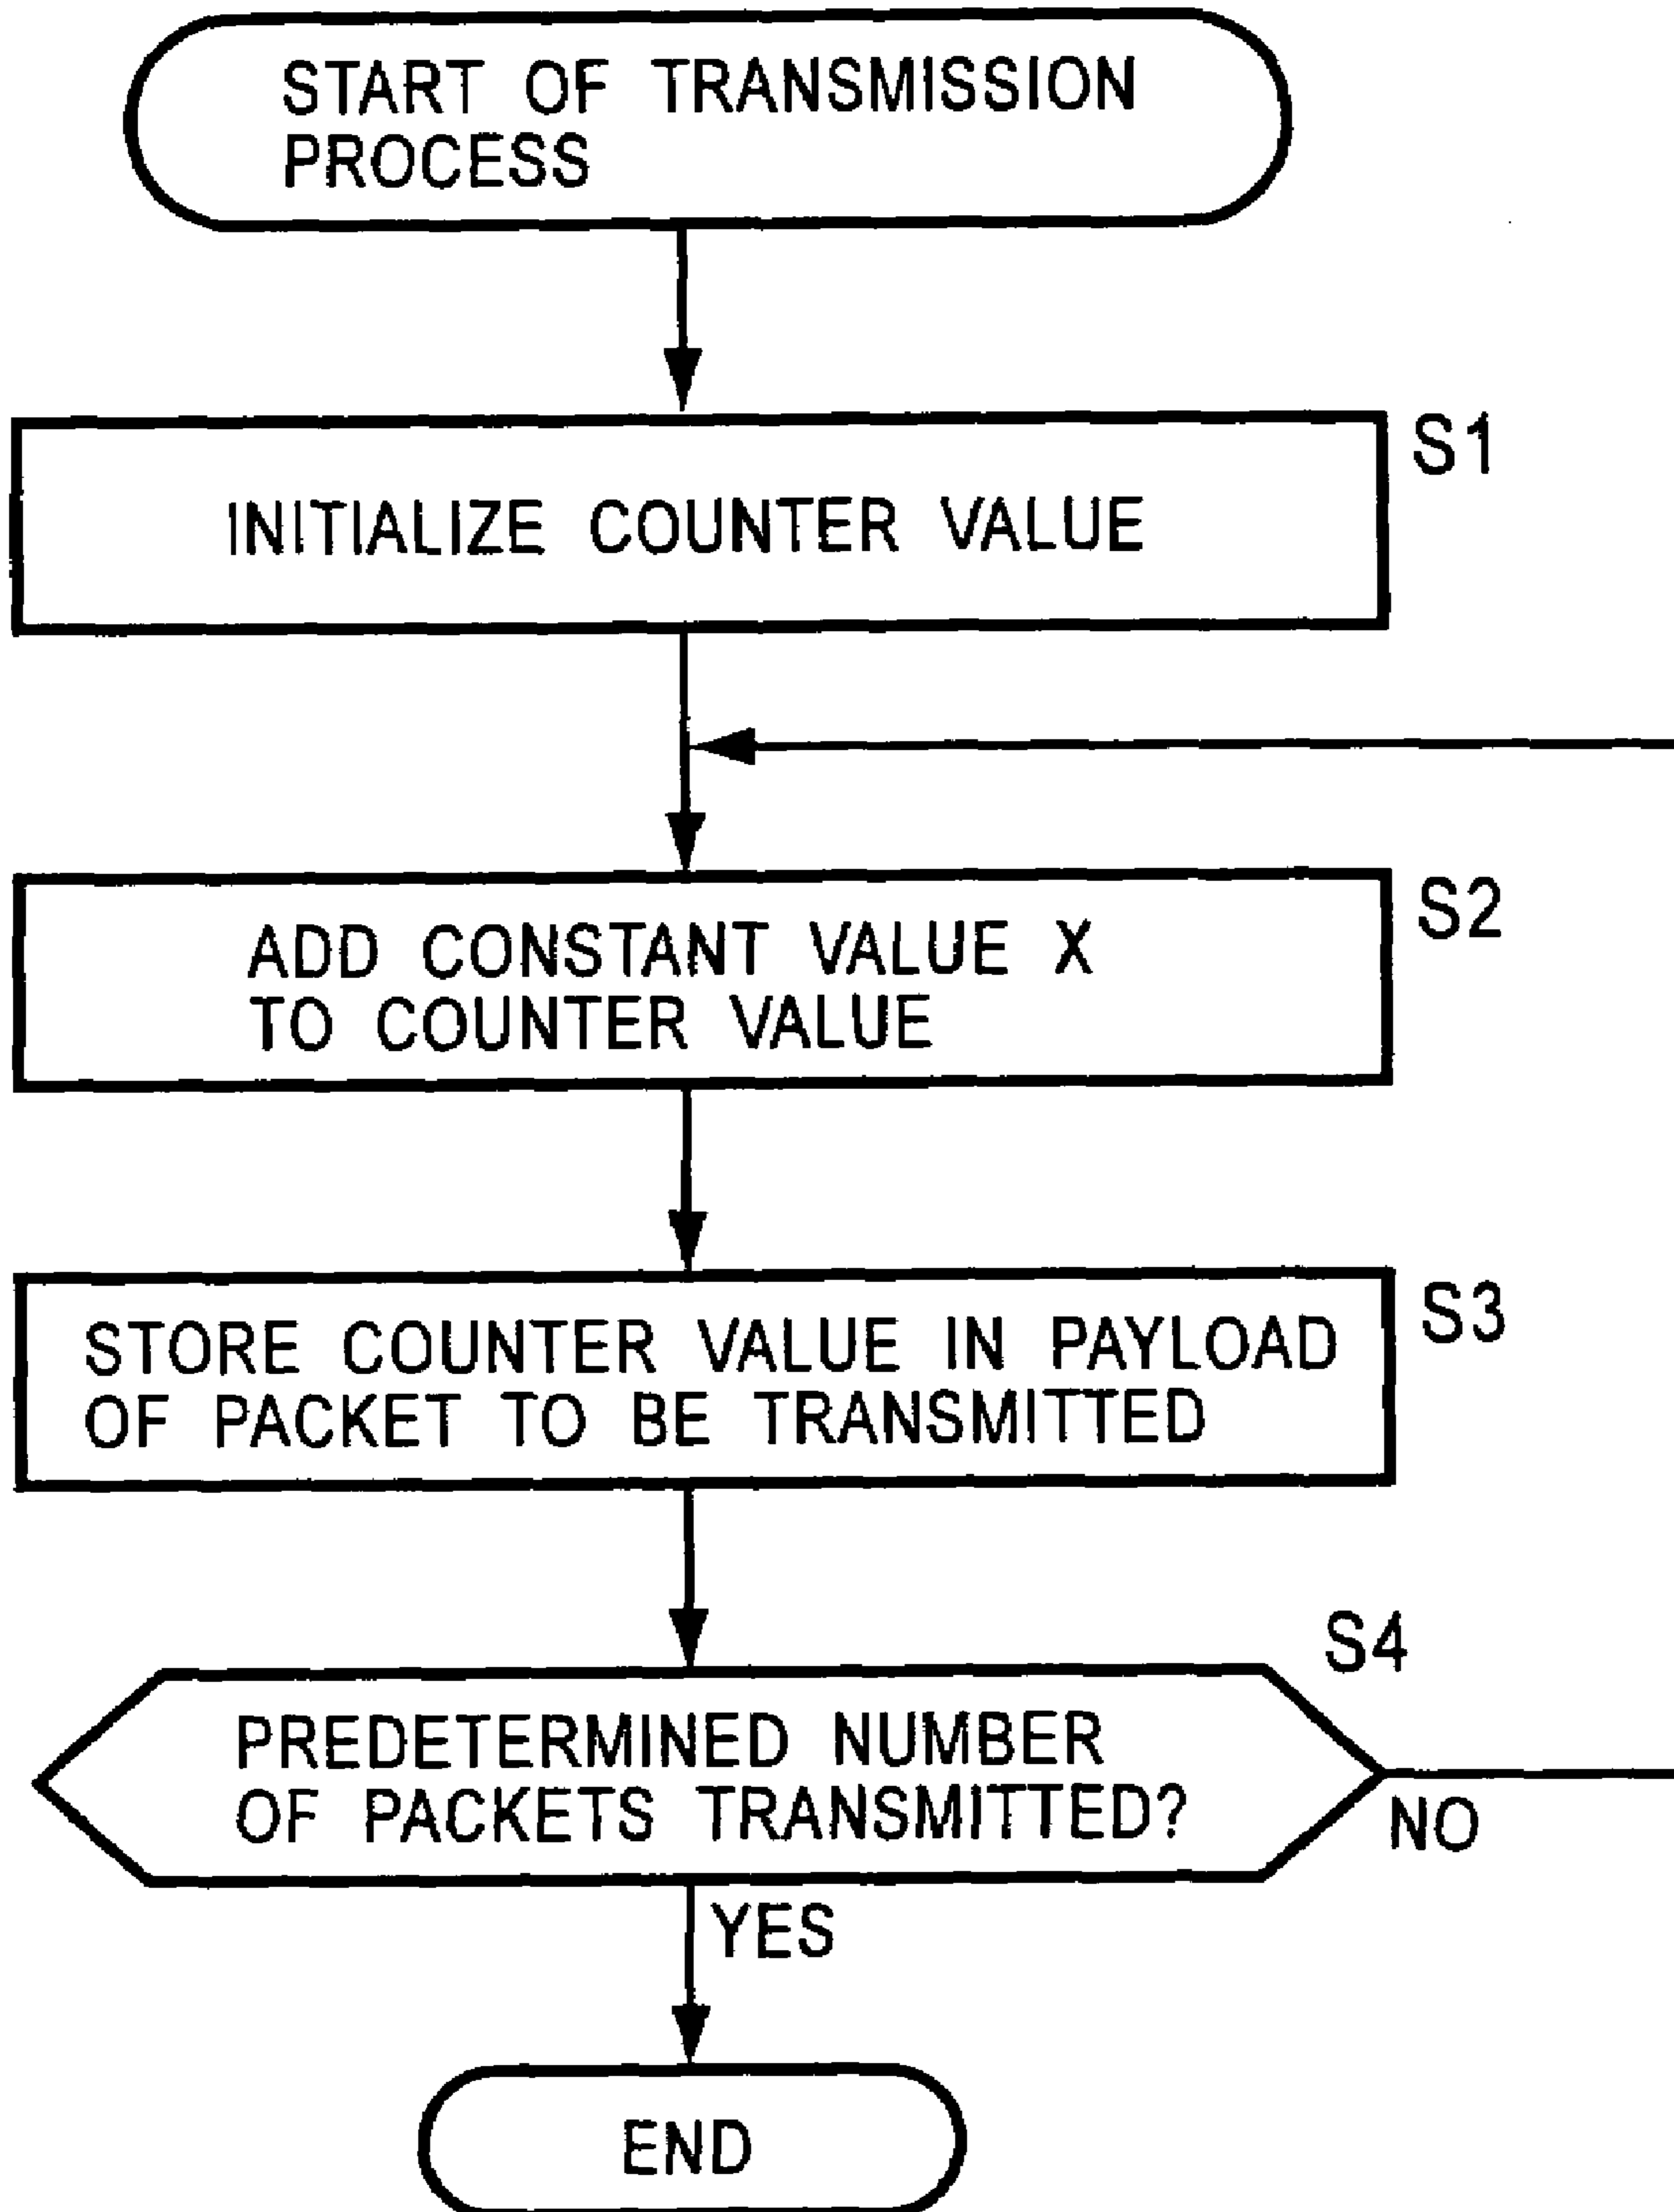 START OF TRANSMISSION
PROCESS
S1
INITIALIZE COUNTER VALUE
S2
ADD CONSTANT VALUE X
TO COUNTER VALUE
S3
STORE COUNTER VALUE IN PAYLOAD
OF PACKET TO BE TRANSMITTED
S4
PREDETERMINED NUMBER
OF PACKETS TRANSMITTED?
NO
YES
END